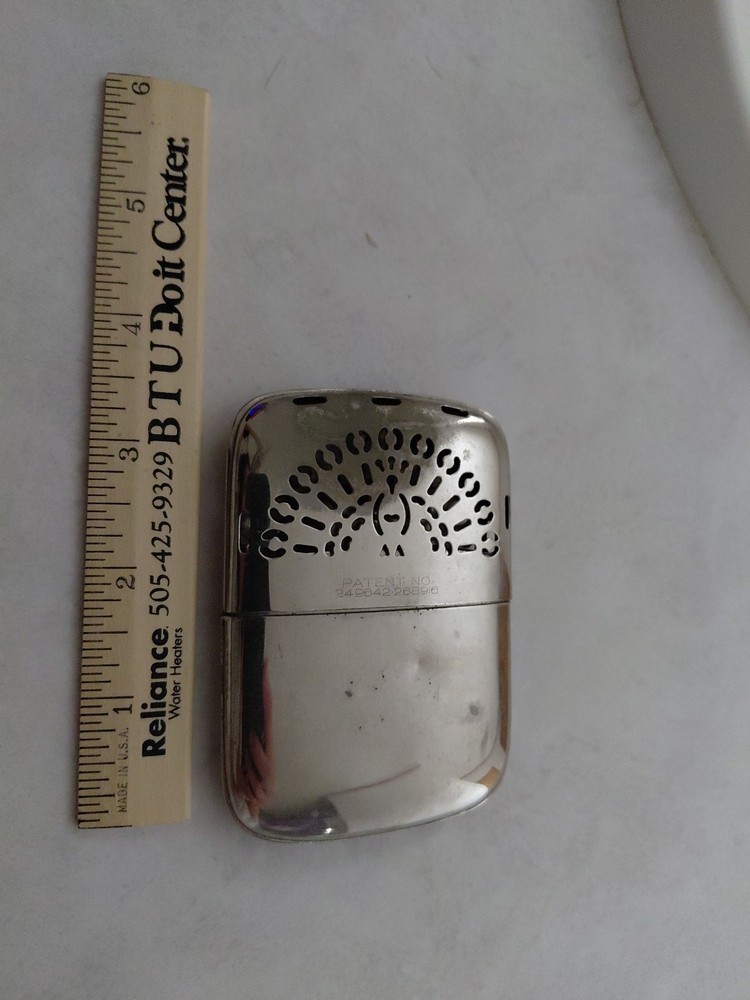 6
5
4
3
2
1
BTU Do it Center.
505-425-9329
Reliance
Water Heaters
MADE IN U.S.A.
PATENT NO.